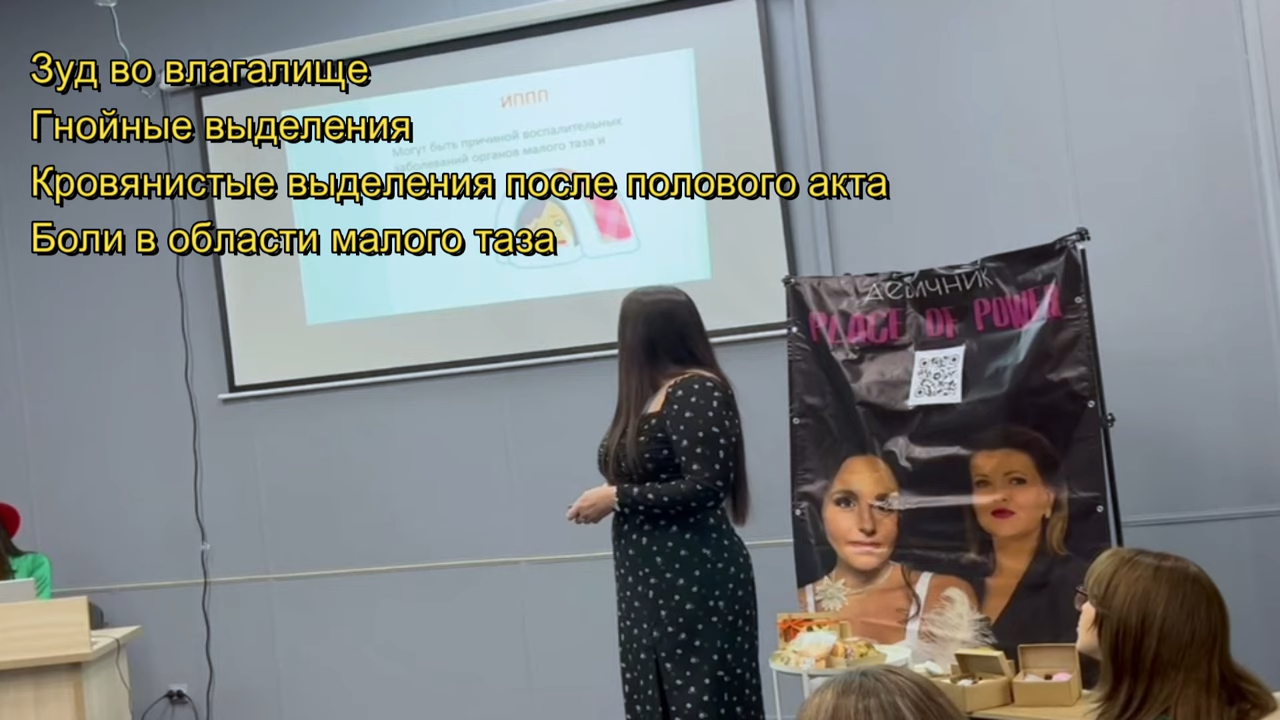 Зуд во влагалище
Гнойные выделения
Кровянистые выделения после полового акта
Боли в области малого таза
ИППП
Могут быть причиной воспалительных
заболеваний органов малого таза и
ДЕВИЧНИК
PLACE OF POWER